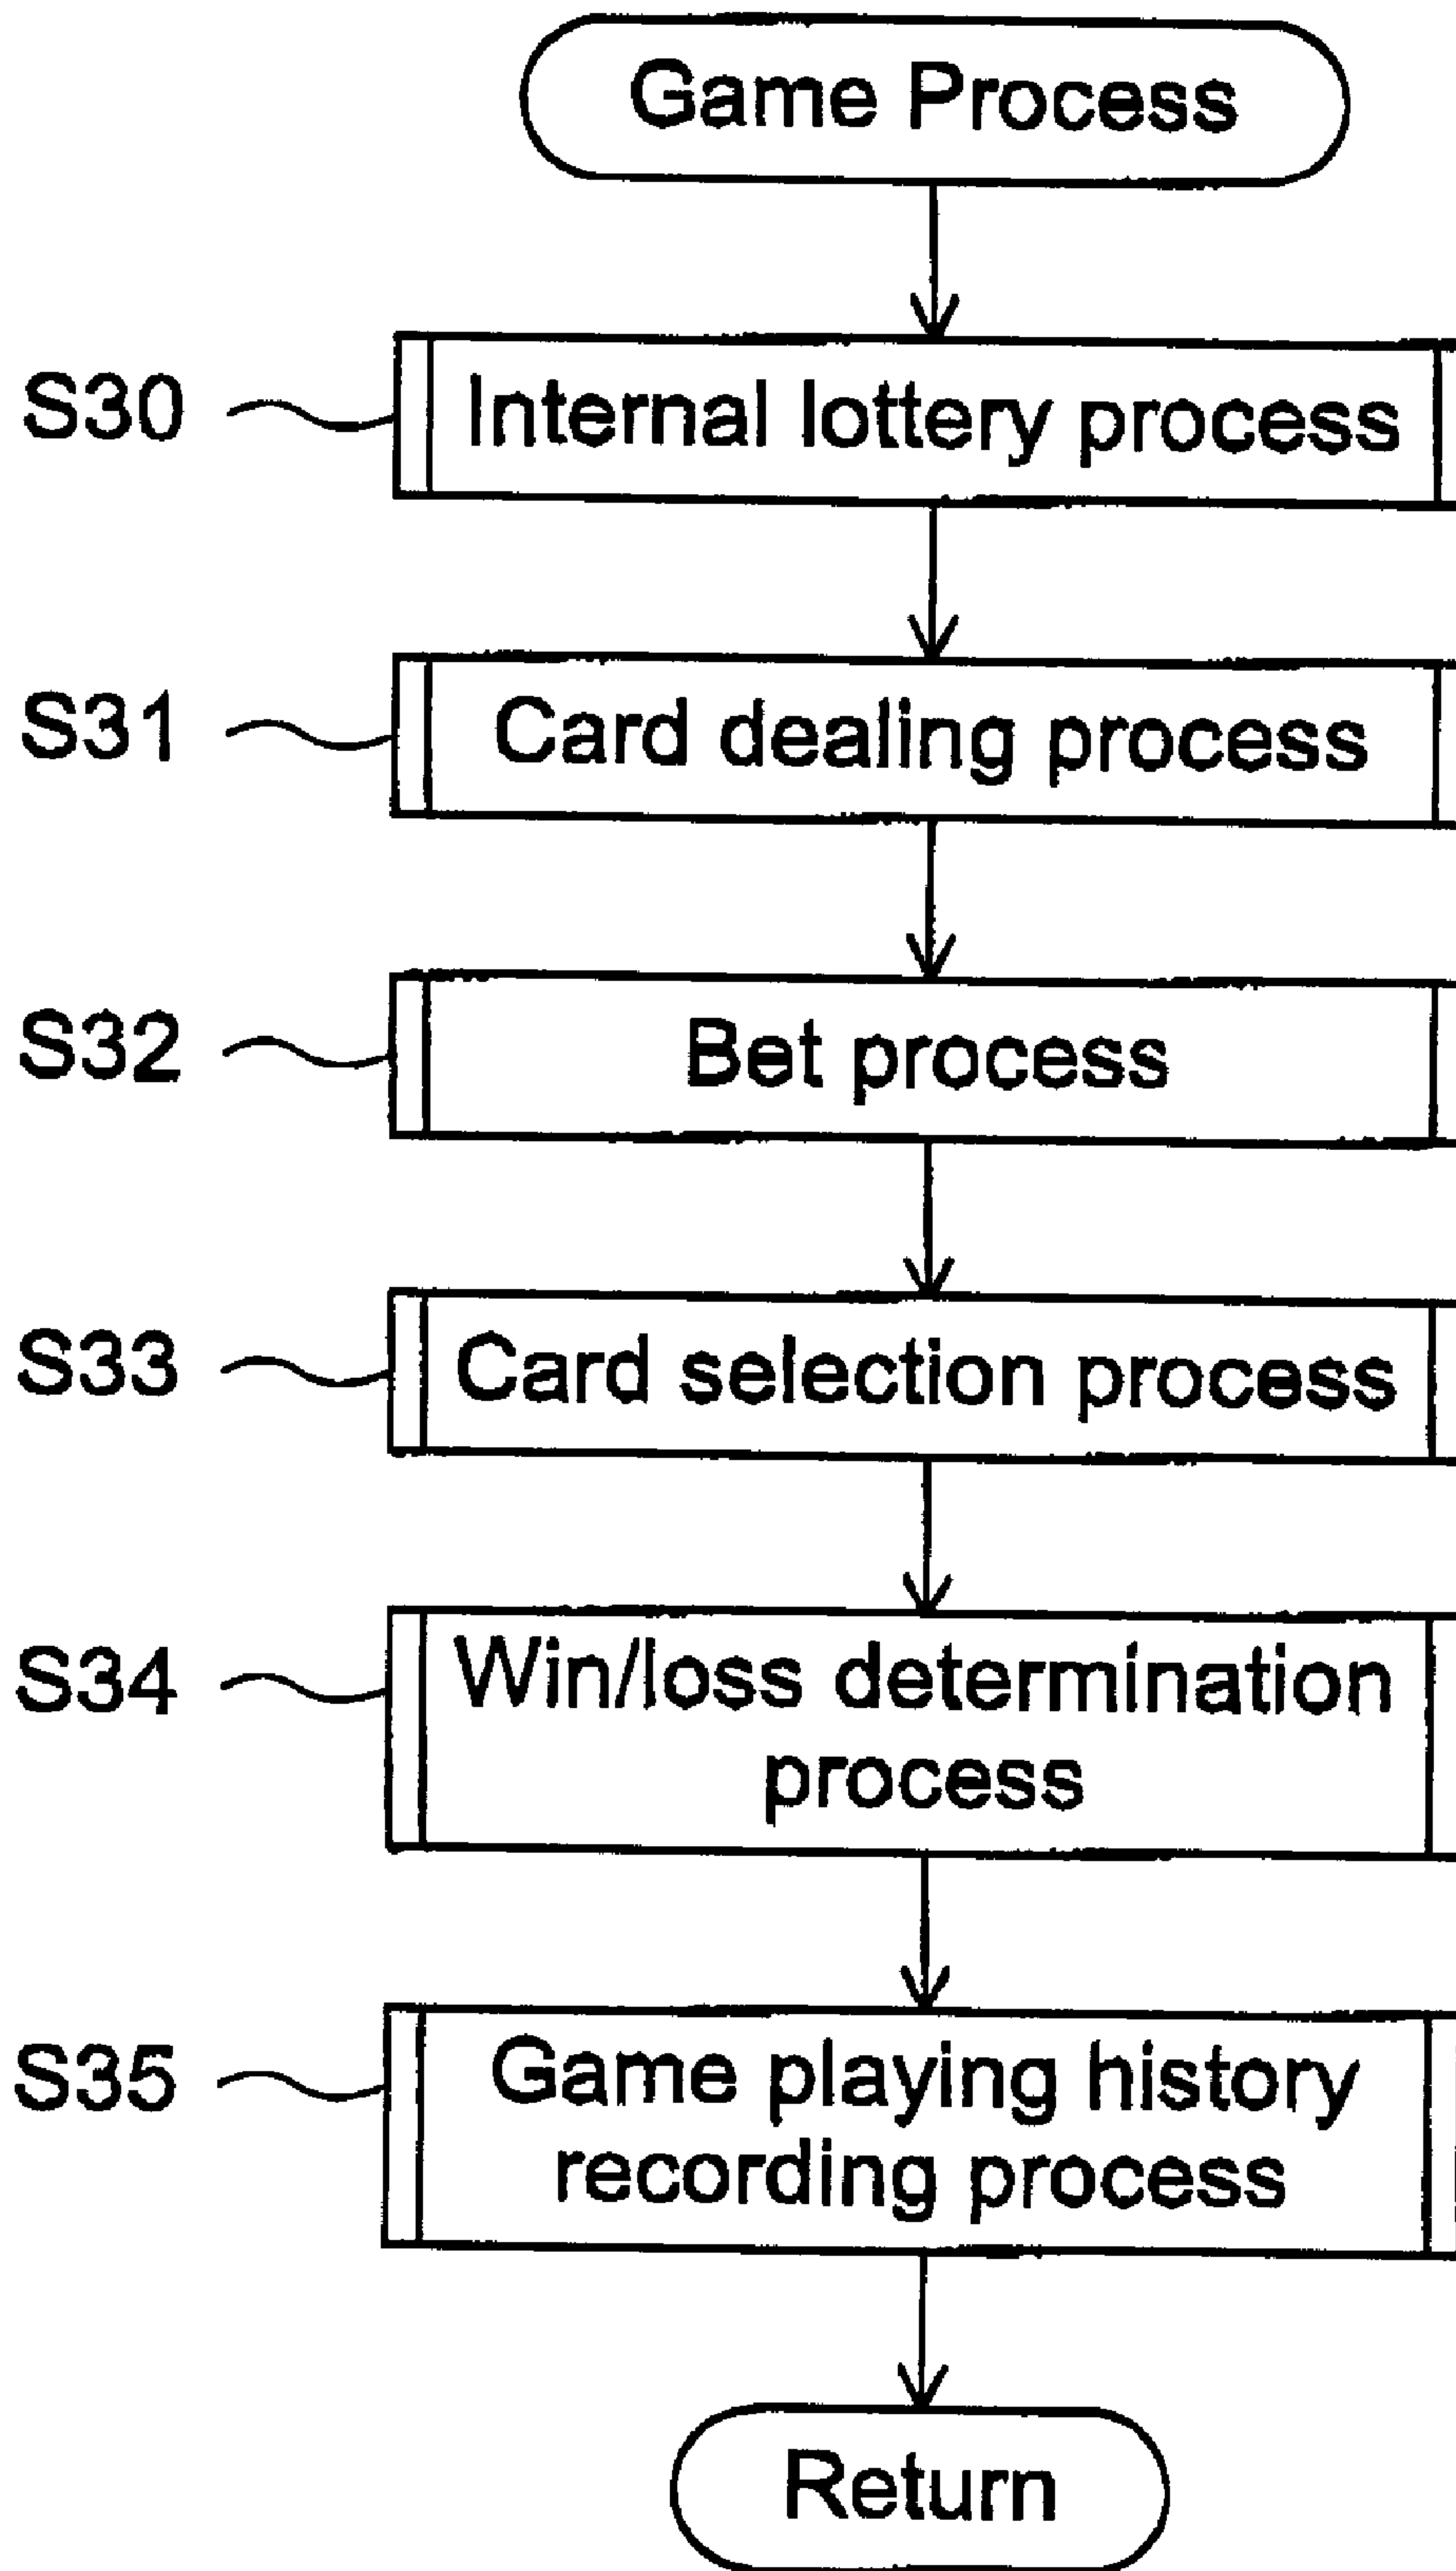 Game Process
S30
Internal lottery process
S31
Card dealing process
S32
Bet process
S33
Card selection process
S34
Win/loss determination
process
S35
Game playing history
recording process
Return